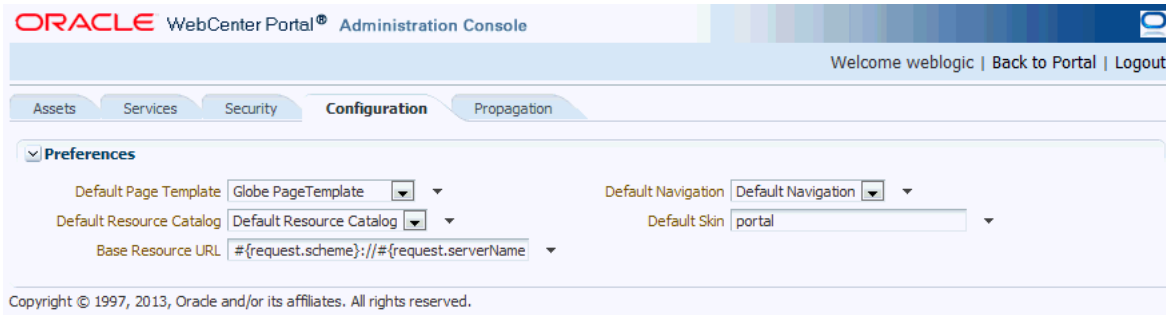 ORACLE WebCenter Portal® Administration Console
Welcome weblogic | Back to Portal | Logout
Assets Services Security Configuration Propagation
Preferences
Default Page Template Globe PageTemplate Default Navigation Default Navigation
Default Resource Catalog Default Resource Catalog Default Skin portal
Base Resource URL #{request.scheme}://#{request.serverName
Copyright © 1997, 2013, Oracle and/or its affiliates. All rights reserved.